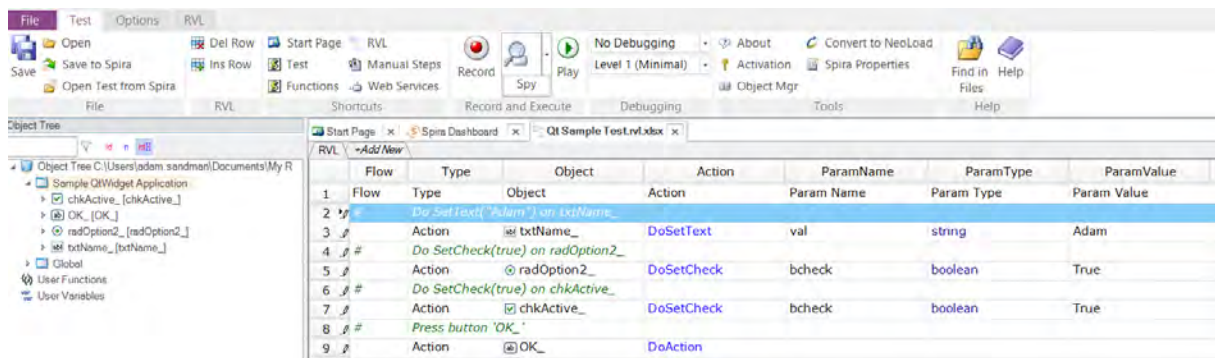 File Test Options RVL
Open Del Row Start Page RVL No Debugging About Convert to NeoLoad
Save Save to Spira Ins Row Test Manual Steps Record Spy Play Level 1 (Minimal) Activation Spira Properties Find in Files Help
Open Test from Spira Functions Web Services Object Mgr
File RVL Shortcuts Record and Execute Debugging Tools Help
Object Tree
Start Page x Spira Dashboard x Qt Sample Test.rvl.xlsx x
RVL +Add New
Object Tree C:\Users\adam.sandman\Documents\My R
Sample QtWidget Application
chkActive_ [chkActive_]
OK_ [OK_]
radOption2_ [radOption2_]
txtName_ [txtName_]
Global
User Functions
User Variables
Flow Type Object Action ParamName ParamType ParamValue
1 Flow Type Object Action Param Name Param Type Param Value
2 # Do SetText("Adam") on txtName_
3 Action txtName_ DoSetText val string Adam
4 # Do SetCheck(true) on radOption2_
5 Action radOption2_ DoSetCheck bcheck boolean True
6 # Do SetCheck(true) on chkActive_
7 Action chkActive_ DoSetCheck bcheck boolean True
8 # Press button 'OK_'
9 Action OK_ DoAction